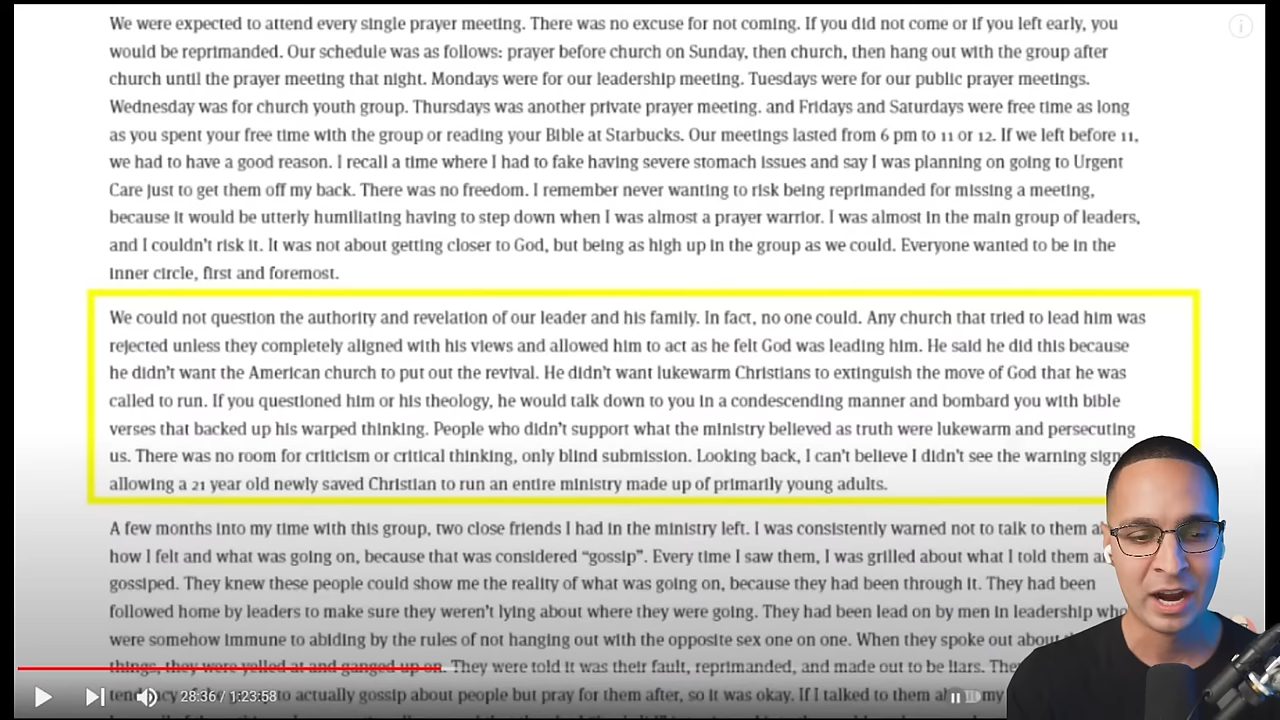 We were expected to attend every single prayer meeting. There was no excuse for not coming. If you did not come or if you left early, you
would be reprimanded. Our schedule was as follows: prayer before church on Sunday, then church, then hang out with the group after
church until the prayer meeting that night. Mondays were for our leadership meeting. Tuesdays were for our public prayer meetings.
Wednesday was for church youth group. Thursdays was another private prayer meeting. and Fridays and Saturdays were free time as long
as you spent your free time with the group or reading your Bible at Starbucks. Our meetings lasted from 6 pm to 11 or 12. If we left before 11,
we had to have a good reason. I recall a time where I had to fake having severe stomach issues and say I was planning on going to Urgent
Care just to get them off my back. There was no freedom. I remember never wanting to risk being reprimanded for missing a meeting,
because it would be utterly humiliating having to step down when I was almost a prayer warrior. I was almost in the main group of leaders,
and I couldn't risk it. It was not about getting closer to God, but being as high up in the group as we could. Everyone wanted to be in the
inner circle, first and foremost.
We could not question the authority and revelation of our leader and his family. In fact, no one could. Any church that tried to lead him was
rejected unless they completely aligned with his views and allowed him to act as he felt God was leading him. He said he did this because
he didn't want the American church to put out the revival. He didn't want lukewarm Christians to extinguish the move of God that he was
called to run. If you questioned him or his theology, he would talk down to you in a condescending manner and bombard you with bible
verses that backed up his warped thinking. People who didn't support what the ministry believed as truth were lukewarm and persecuting
us. There was no room for criticism or critical thinking, only blind submission. Looking back, I can't believe I didn't see the warning sign
allowing a 21 year old newly saved Christian to run an entire ministry made up of primarily young adults.
A few months into my time with this group, two close friends I had in the ministry left. I was consistently warned not to talk to them
how I felt and what was going on, because that was considered "gossip". Every time I saw them, I was grilled about what I told them
gossiped. They knew these people could show me the reality of what was going on, because they had been through it. They had been
followed home by leaders to make sure they weren't lying about where they were going. They had been lead on by men in leadership who
were somehow immune to abiding by the rules of not hanging out with the opposite sex one on one. When they spoke out about
things, they were yelled at and ganged up on. They were told it was their fault, reprimanded, and made out to be liars.
to actually gossip about people but pray for them after, so it was okay. If I talked to them my
28:36 / 1:23:58